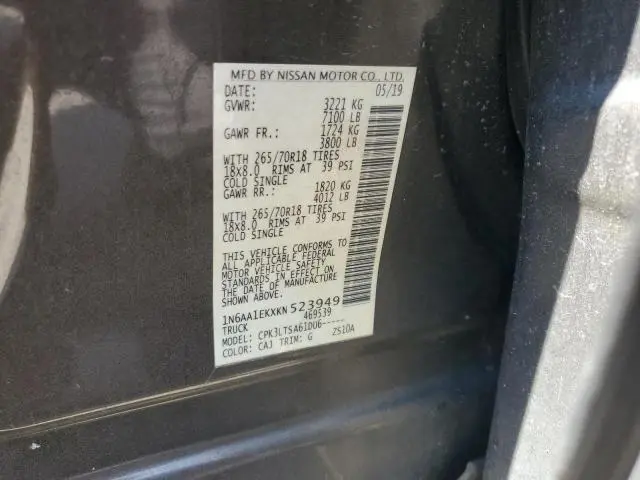 MFD BY NISSAN MOTOR CO., LTD.
DATE: 05/19
GVWR: 3221 KG
7100 LB
GAWR FR.: 1724 KG
3800 LB
WITH 265/70R18 TIRES
18x8.0 RIMS AT 39 PSI
COLD SINGLE
GAWR RR.: 1820 KG
4012 LB
WITH 265/70R18 TIRES
18x8.0 RIMS AT 39 PSI
COLD SINGLE
THIS VEHICLE CONFORMS TO
ALL APPLICABLE FEDERAL
MOTOR VEHICLE SAFETY
STANDARDS IN EFFECT ON
THE DATE OF MANUFACTURE
SHOWN ABOVE.
1N6AA1EKXKN523949
TRUCK 469539
MODEL: CPK3LTSA61DU6-----
COLOR: CAJ TRIM: G ZS10A